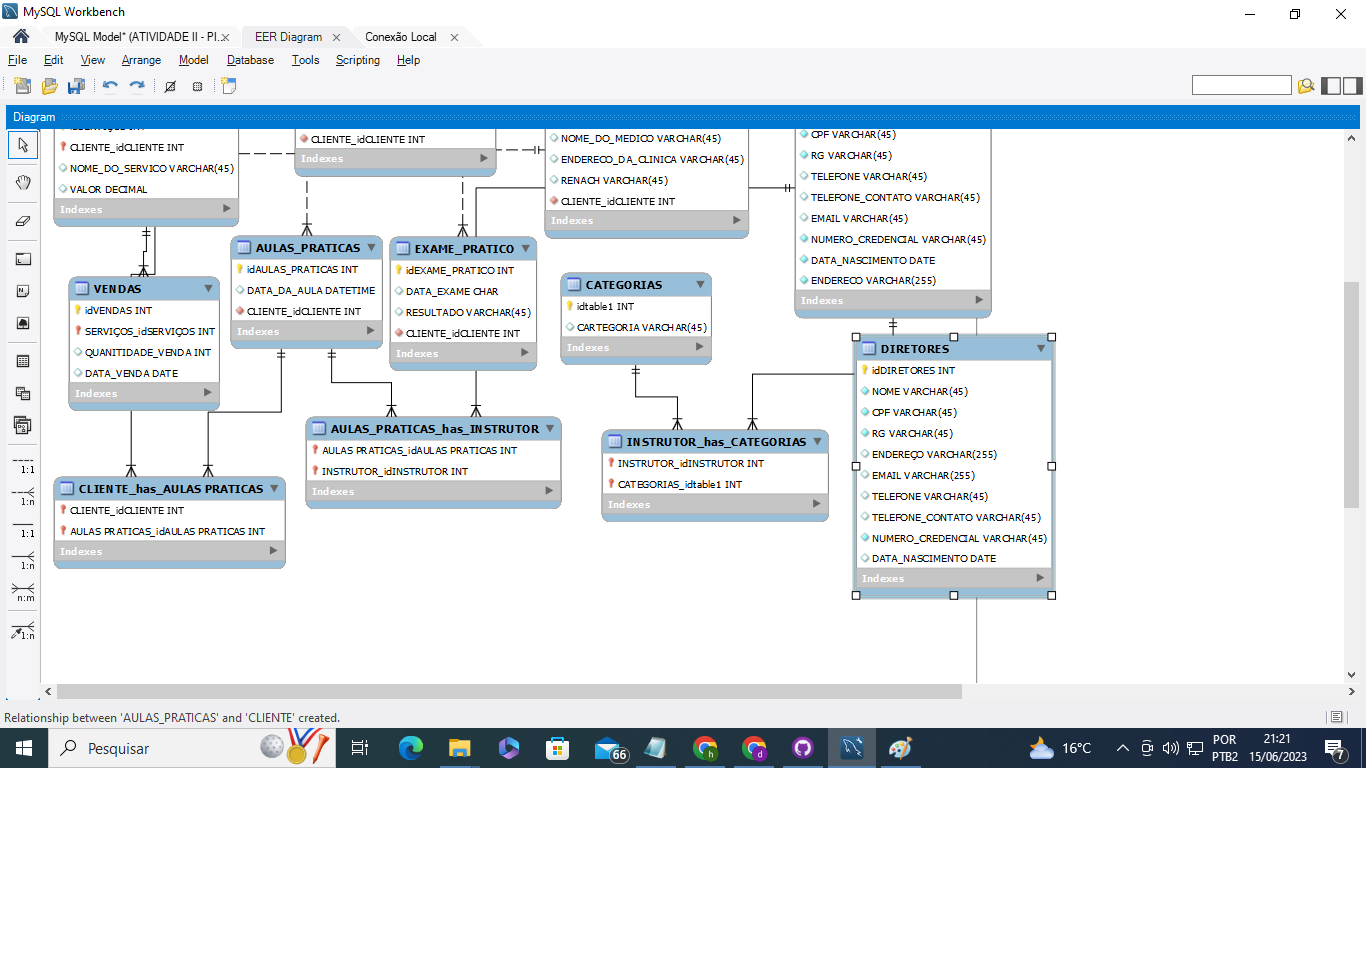 MySQL Workbench
MySQL Model* (ATIVIDADE II - PI... EER Diagram Conexão Local
File Edit View Arrange Model Database Tools Scripting Help
Diagram
CLIENTE_idCLIENTE INT
NOME_DO_SERVICO VARCHAR(45)
VALOR DECIMAL
Indexes
CLIENTE_idCLIENTE INT
Indexes
NOME_DO_MEDICO VARCHAR(45)
ENDERECO_DA_CLINICA VARCHAR(45)
RENACH VARCHAR(45)
CLIENTE_idCLIENTE INT
Indexes
CPF VARCHAR(45)
RG VARCHAR(45)
TELEFONE VARCHAR(45)
TELEFONE_CONTATO VARCHAR(45)
EMAIL VARCHAR(45)
NUMERO_CREDENCIAL VARCHAR(45)
DATA_NASCIMENTO DATE
ENDERECO VARCHAR(255)
Indexes
VENDAS
idVENDAS INT
SERVIÇOS_idSERVIÇOS INT
QUANITIDADE_VENDA INT
DATA_VENDA DATE
Indexes
AULAS_PRATICAS
idAULAS_PRATICAS INT
DATA_DA_AULA DATETIME
CLIENTE_idCLIENTE INT
Indexes
EXAME_PRATICO
idEXAME_PRATICO INT
DATA_EXAME CHAR
RESULTADO VARCHAR(45)
CLIENTE_idCLIENTE INT
Indexes
CATEGORIAS
idtable1 INT
CARTEGORIA VARCHAR(45)
Indexes
DIRETORES
idDIRETORES INT
NOME VARCHAR(45)
CPF VARCHAR(45)
RG VARCHAR(45)
ENDEREÇO VARCHAR(255)
EMAIL VARCHAR(255)
TELEFONE VARCHAR(45)
TELEFONE_CONTATO VARCHAR(45)
NUMERO_CREDENCIAL VARCHAR(45)
DATA_NASCIMENTO DATE
Indexes
CLIENTE_has_AULAS PRATICAS
CLIENTE_idCLIENTE INT
AULAS PRATICAS_idAULAS PRATICAS INT
Indexes
AULAS_PRATICAS_has_INSTRUTOR
AULAS PRATICAS_idAULAS PRATICAS INT
INSTRUTOR_idINSTRUTOR INT
Indexes
INSTRUTOR_has_CATEGORIAS
INSTRUTOR_idINSTRUTOR INT
CATEGORIAS_idtable1 INT
Indexes
1:1
1:n
1:1
1:n
n:m
1:n
Relationship between 'AULAS_PRATICAS' and 'CLIENTE' created.
Pesquisar
66
h
d
16°C
POR
PTB2
21:21
15/06/2023
7